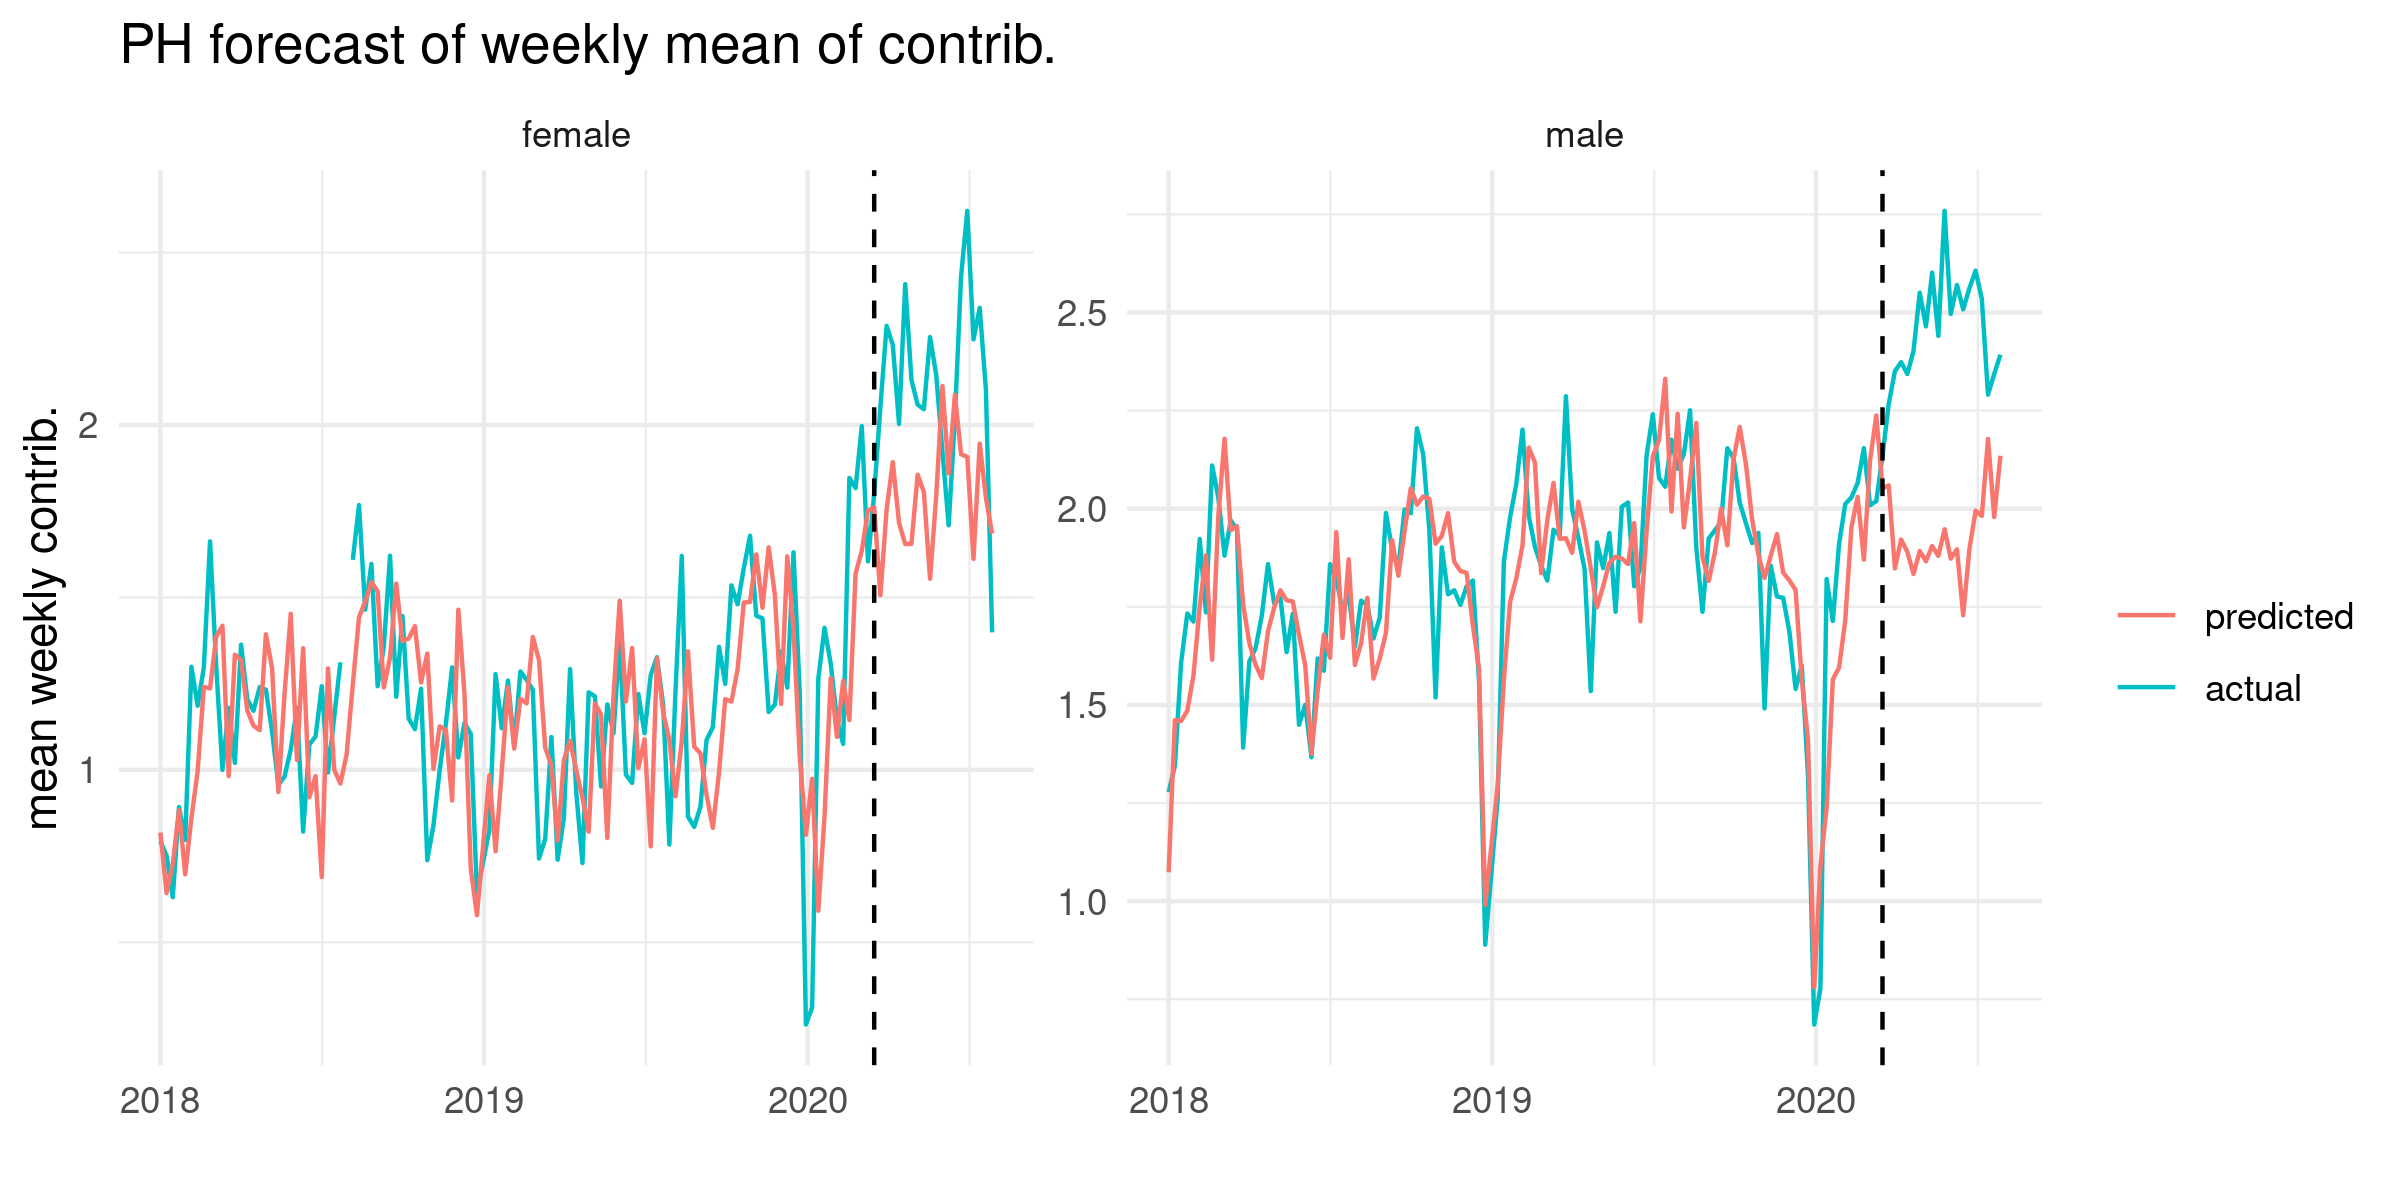 PH forecast of weekly mean of contrib.
female
male
mean weekly contrib.
2
1
2.5
2.0
1.5
1.0
2018
2019
2020
2018
2019
2020
predicted
actual